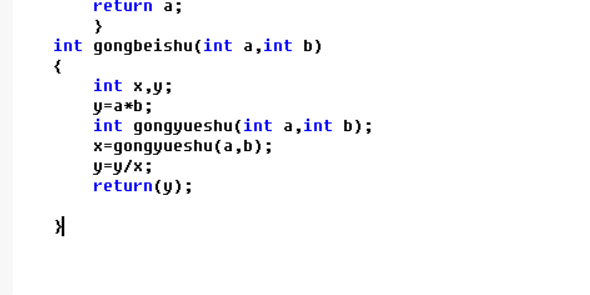 return a;
}
int gongbeishu(int a,int b)
{
int x,y;
y=a*b;
int gongyueshu(int a,int b);
x=gongyueshu(a,b);
y=y/x;
return(y);
}